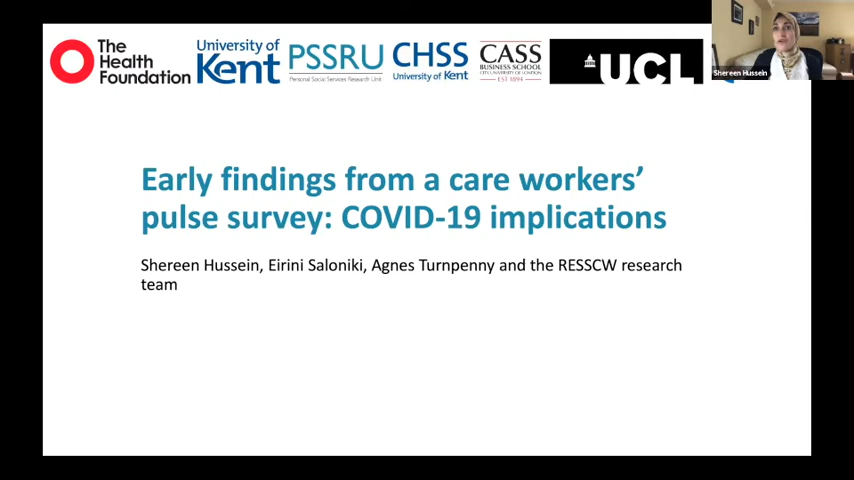 The
Health
Foundation
University of
Kent
PSSRU
Personal Social Services Research Unit
CHSS
University of Kent
CASS
BUSINESS SCHOOL
CITY, UNIVERSITY OF LONDON
EST 1894
UCL
Shereen Hussein
Early findings from a care workers’
pulse survey: COVID-19 implications
Shereen Hussein, Eirini Saloniki, Agnes Turnpenny and the RESSCW research
team